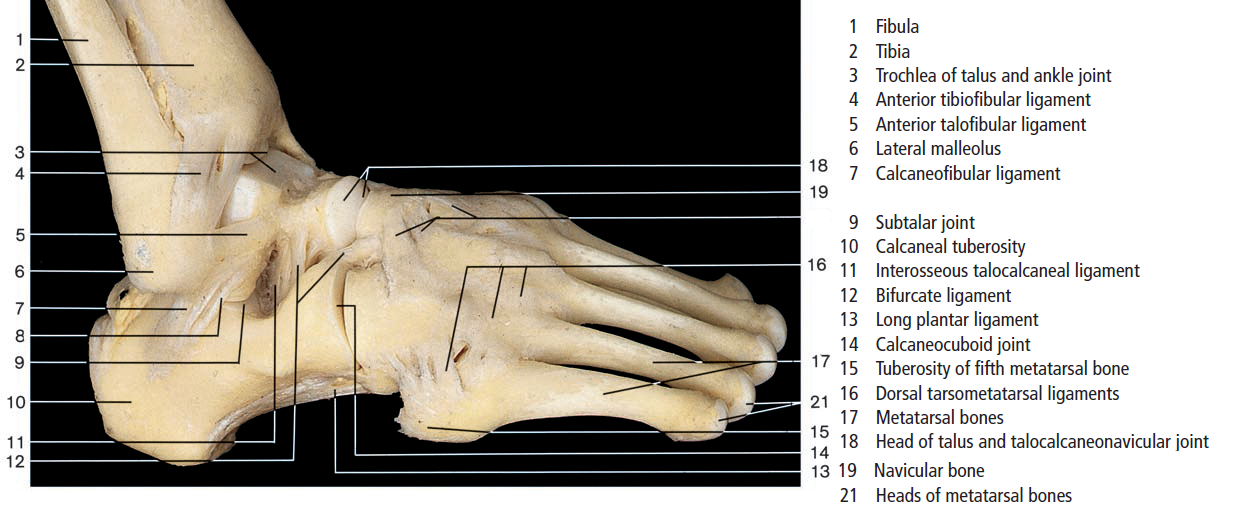 1
2
3
4
5
6
7
8
9
10
11
12
18
19
16
17
21
15
14
13
1 Fibula
2 Tibia
3 Trochlea of talus and ankle joint
4 Anterior tibiofibular ligament
5 Anterior talofibular ligament
6 Lateral malleolus
7 Calcaneofibular ligament
9 Subtalar joint
10 Calcaneal tuberosity
11 Interosseous talocalcaneal ligament
12 Bifurcate ligament
13 Long plantar ligament
14 Calcaneocuboid joint
15 Tuberosity of fifth metatarsal bone
16 Dorsal tarsometatarsal ligaments
17 Metatarsal bones
18 Head of talus and talocalcaneonavicular joint
19 Navicular bone
21 Heads of metatarsal bones